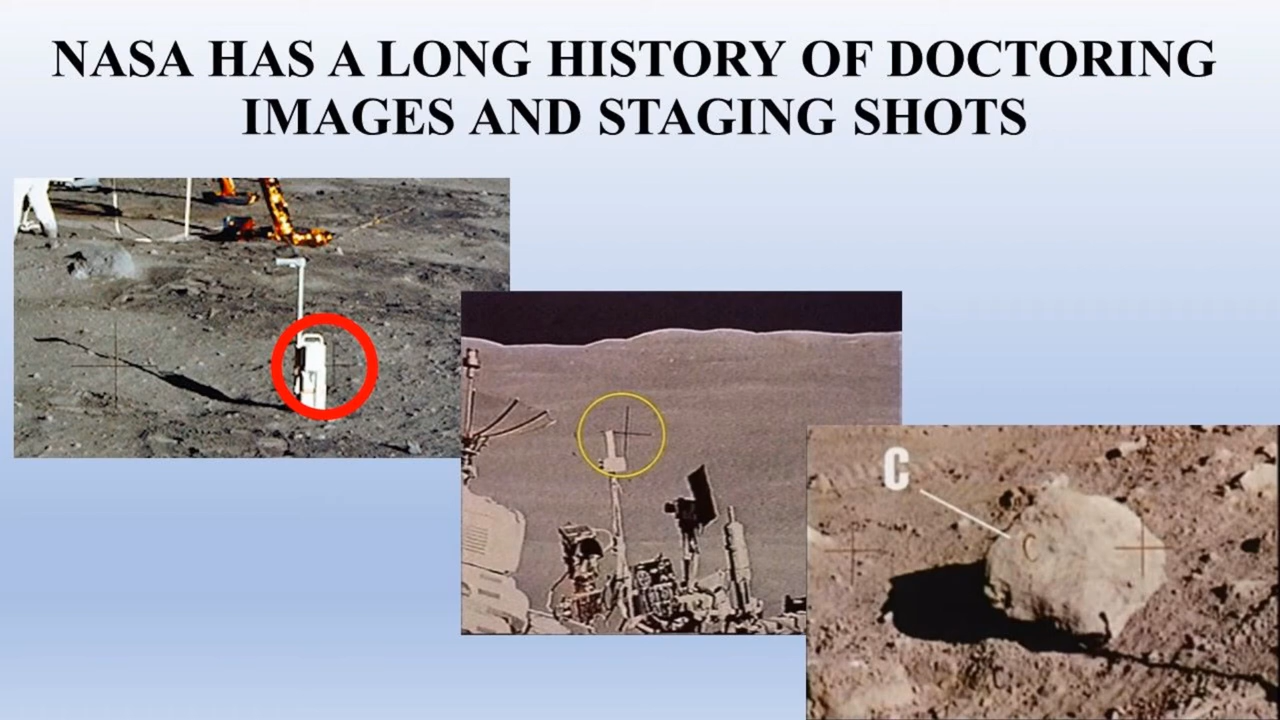 NASA HAS A LONG HISTORY OF DOCTORING
IMAGES AND STAGING SHOTS
C
C